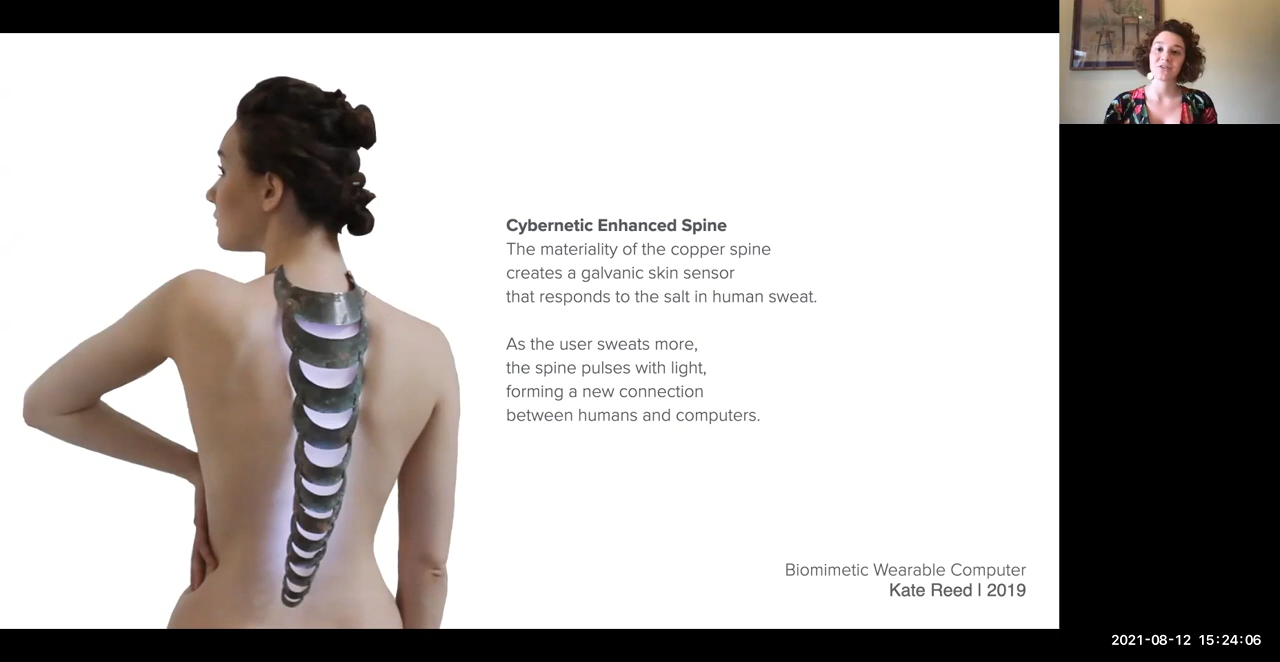 Cybernetic Enhanced Spine
The materiality of the copper spine
creates a galvanic skin sensor
that responds to the salt in human sweat.
As the user sweats more,
the spine pulses with light,
forming a new connection
between humans and computers.
Biomimetic Wearable Computer
Kate Reed | 2019
2021-08-12 15:24:06